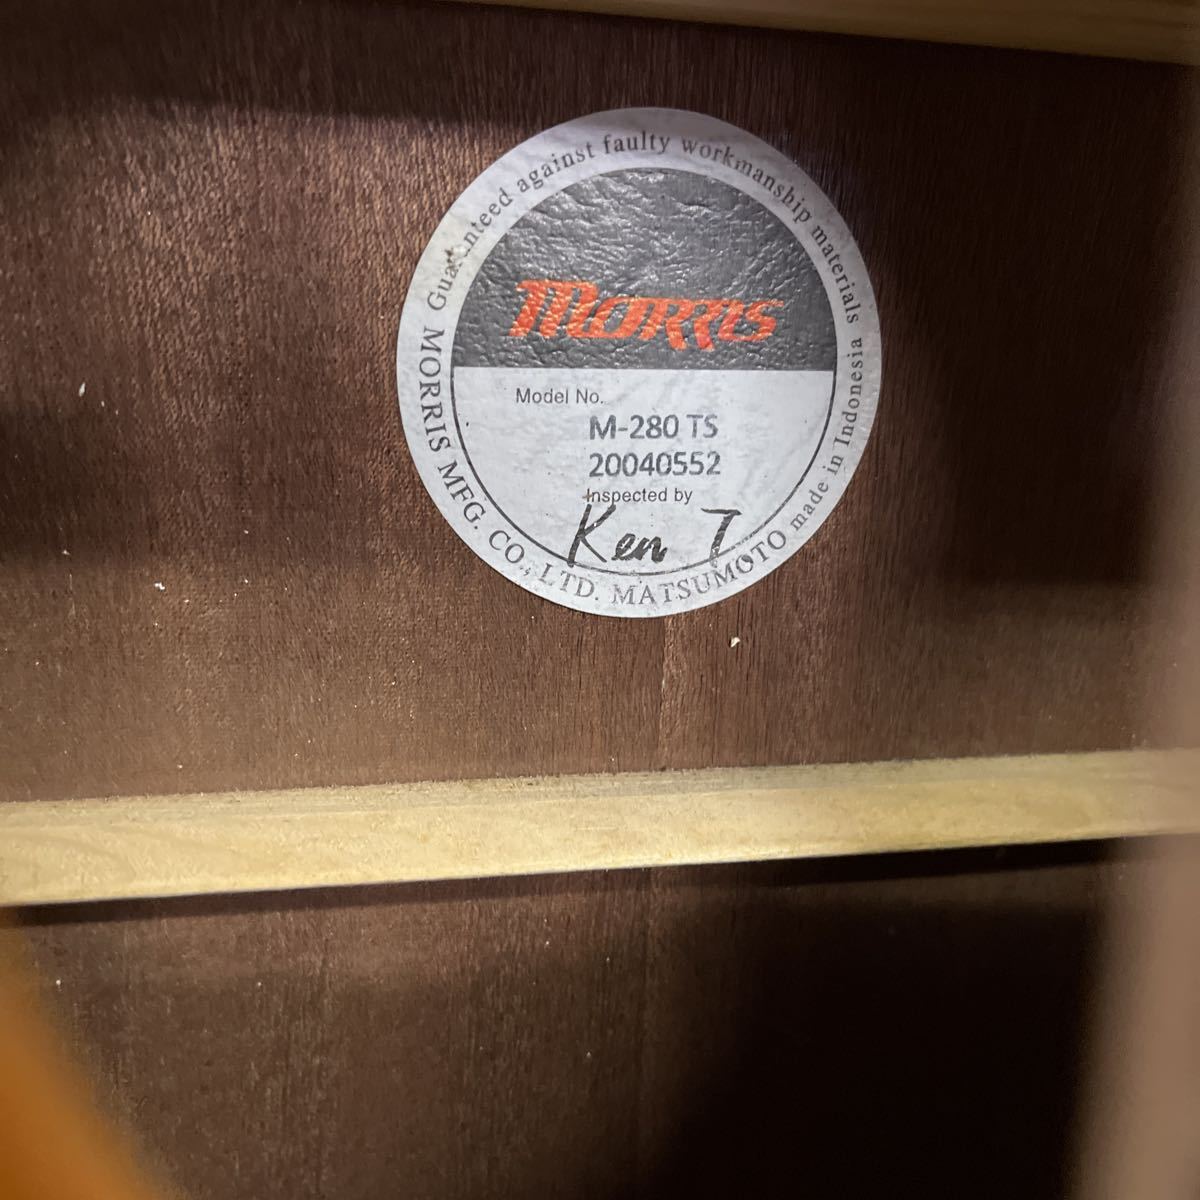 Guaranteed against faulty workmanship materials
MORRIS
Model No.
M-280 TS
20040552
Inspected by
Ken T
MORRIS MFG. CO., LTD. MATSUMOTO made in Indonesia